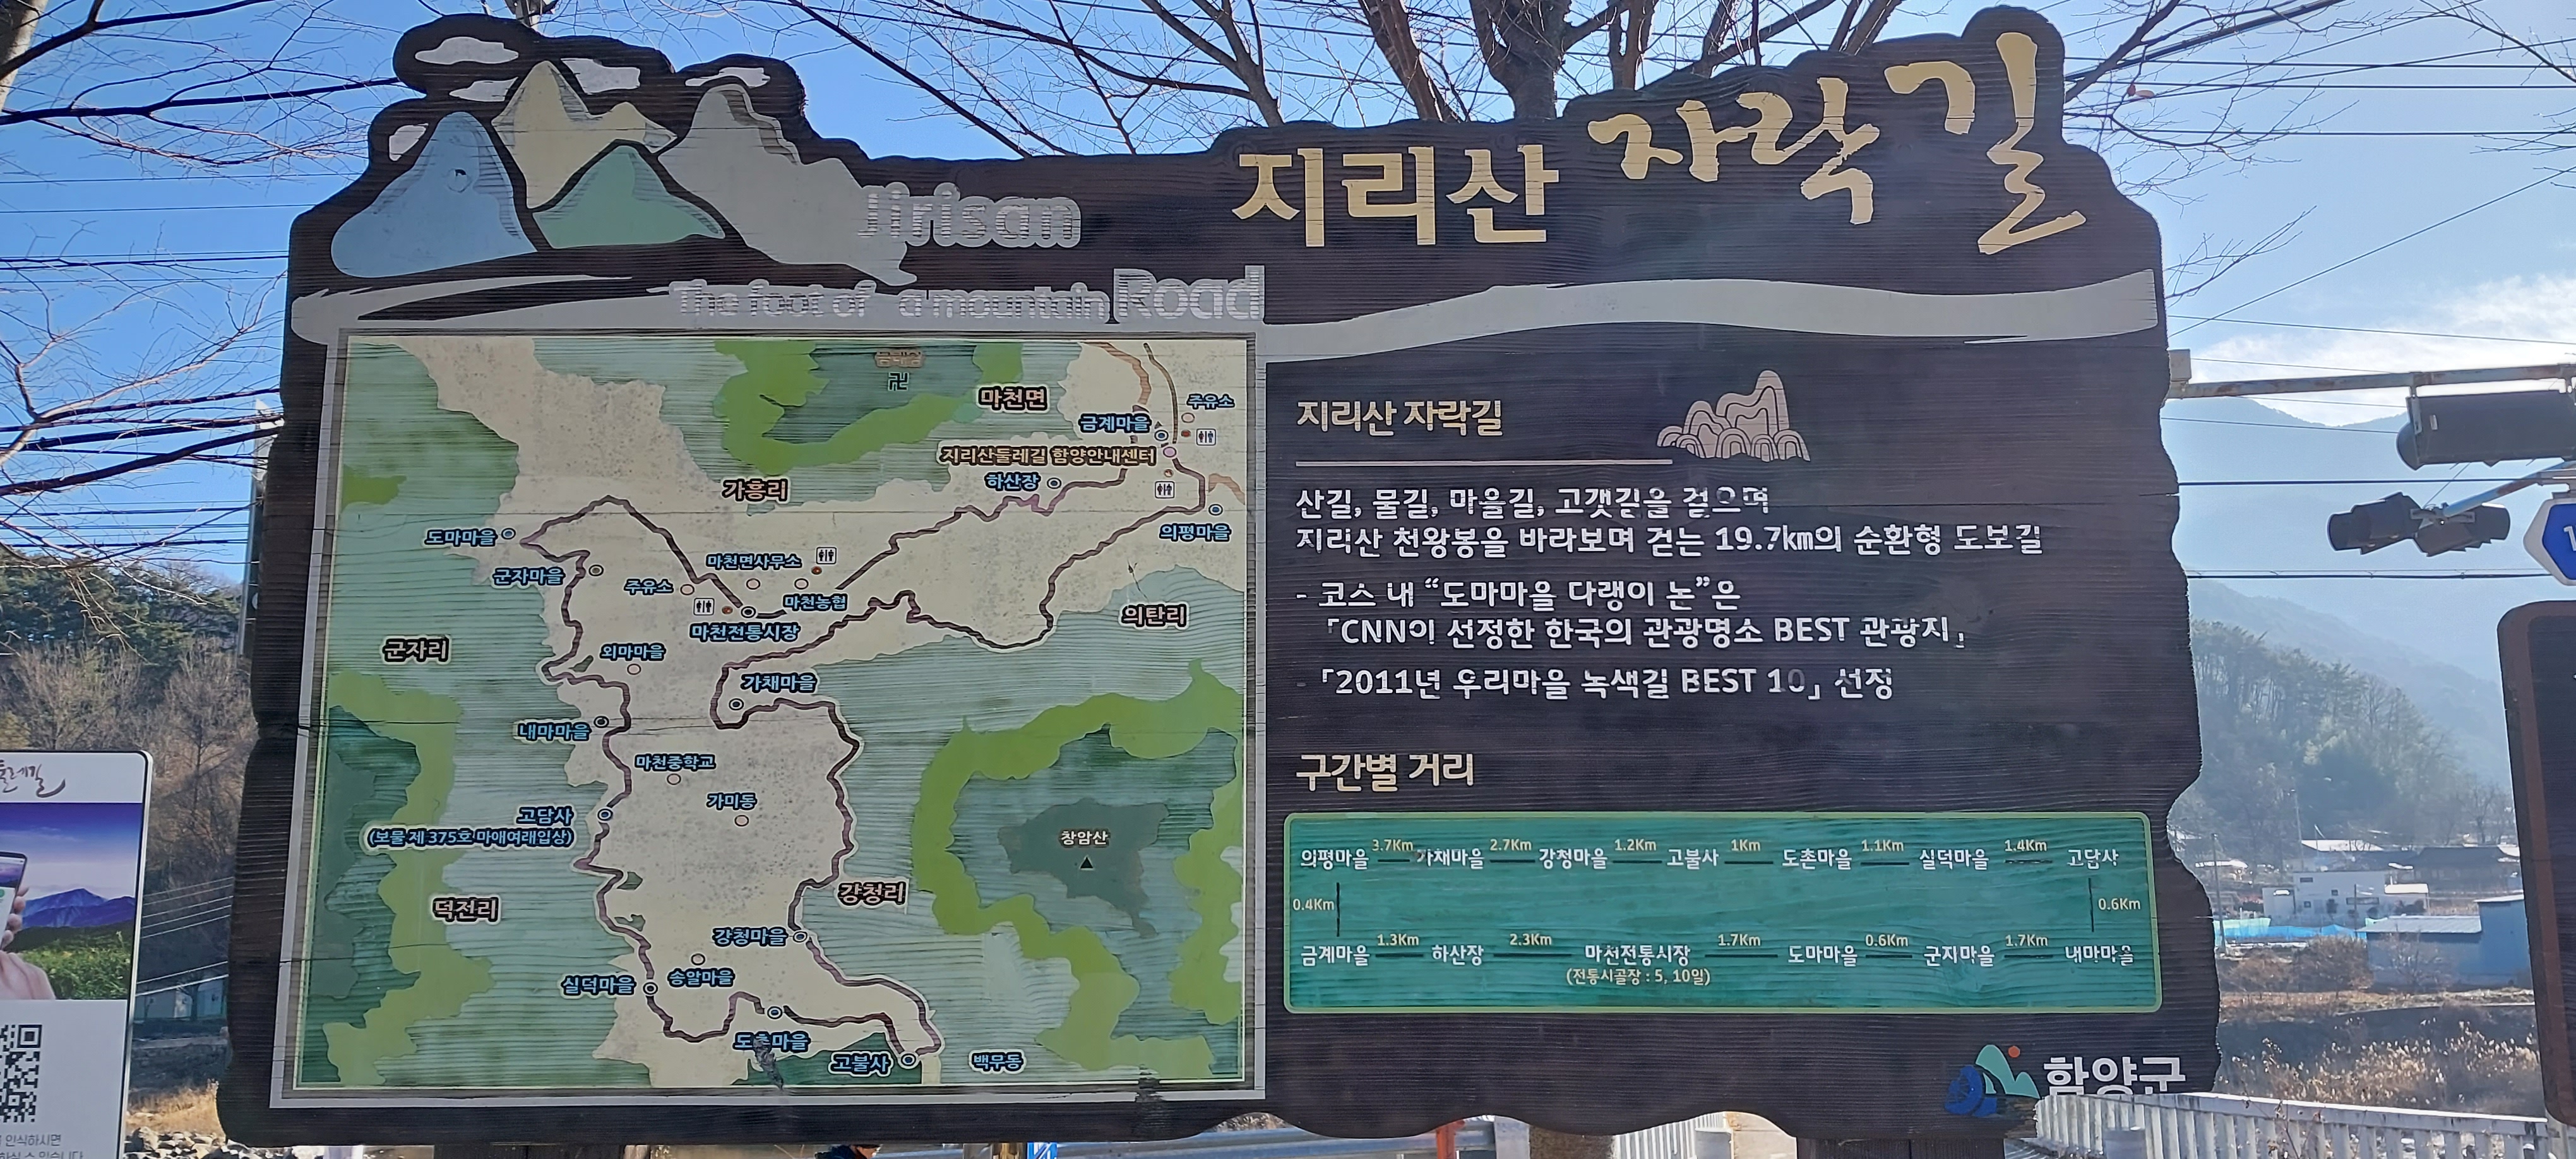 Jirisan
The foot of a mountain Road
지리산 자락길
마천면
주유소
금계마을
지리산둘레길 함양안내센터
하산장
가흥리
도마마을
의평마을
군자마을
마천면사무소
주유소
마천농협
마천전통시장
의탄리
군자리
외마마을
가채마을
내마마을
마천중학교
가미동
고담사
(보물 제 375호 마애여래입상)
창암산
덕전리
강청리
강청마을
실덕마을
송알마을
도촌마을
고불사
백무동
지리산 자락길
산길, 물길, 마을길, 고갯길을 걸으며
지리산 천왕봉을 바라보며 걷는 19.7km의 순환형 도보길
- 코스 내 “도마마을 다랭이 논”은
「CNN이 선정한 한국의 관광명소 BEST 관광지」
-「2011년 우리마을 녹색길 BEST 10」 선정
구간별 거리
의평마을 3.7Km 가채마을 2.7Km 강청마을 1.2Km 고불사 1Km 도촌마을 1.1Km 실덕마을 1.4Km 고담사
0.4Km 0.6Km
금계마을 1.3Km 하산장 2.3Km 마천전통시장 1.7Km 도마마을 0.6Km 군자마을 1.7Km 내마마을
(전통시골장 : 5, 10일)
함양군
둘레길
인식하시면